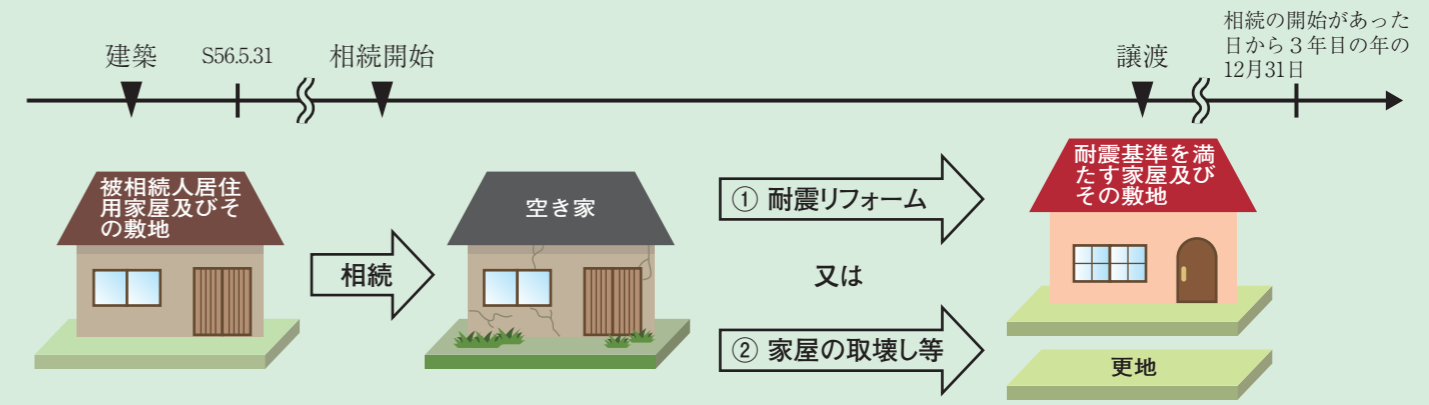 建築
S56.5.31
相続開始
譲渡
相続の開始があった
日から３年目の年の
12月31日
被相続人居住
用家屋及びそ
の敷地
相続
空き家
① 耐震リフォーム
又は
② 家屋の取壊し等
耐震基準を満
たす家屋及び
その敷地
更地